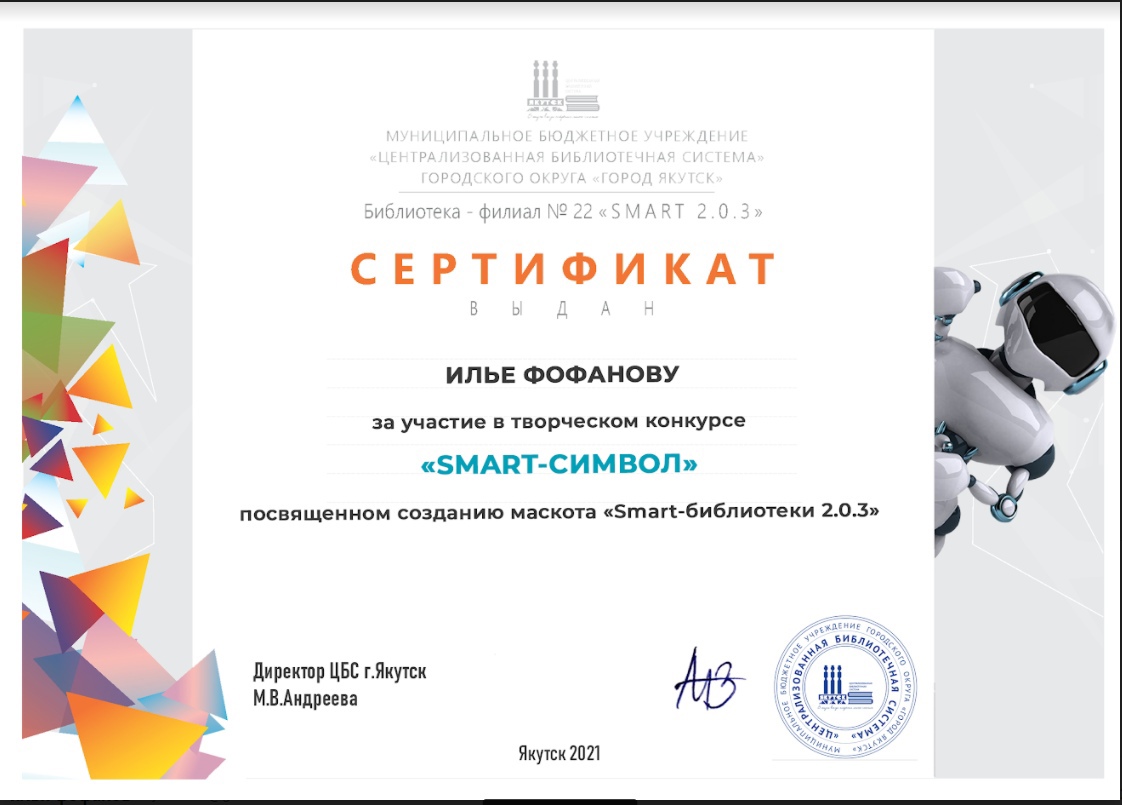 ЯКУТСК
МУНИЦИПАЛЬНОЕ БЮДЖЕТНОЕ УЧРЕЖДЕНИЕ
«ЦЕНТРАЛИЗОВАННАЯ БИБЛИОТЕЧНАЯ СИСТЕМА»
ГОРОДСКОГО ОКРУГА «ГОРОД ЯКУТСК»
Библиотека - филиал № 22 «SMART 2.0.3»
СЕРТИФИКАТ
ВЫДАН
ИЛЬЕ ФОФАНОВУ
за участие в творческом конкурсе
«SMART-СИМВОЛ»
посвященном созданию маскота «Smart-библиотеки 2.0.3»
Директор ЦБС г.Якутск
М.В.Андреева
МУНИЦИПАЛЬНОЕ БЮДЖЕТНОЕ УЧРЕЖДЕНИЕ ГОРОДСКОГО ОКРУГА «ГОРОД ЯКУТСК»
«ЦЕНТРАЛИЗОВАННАЯ БИБЛИОТЕЧНАЯ СИСТЕМА»
ЯКУТСК
Якутск 2021